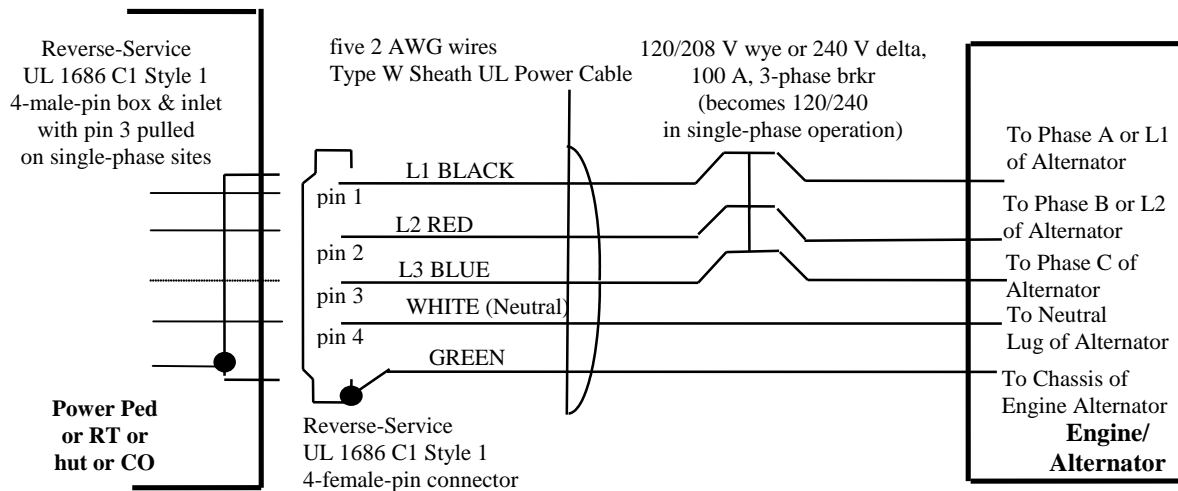 Reverse-Service
UL 1686 C1 Style 1
4-male-pin box & inlet
with pin 3 pulled
on single-phase sites
five 2 AWG wires
Type W Sheath UL Power Cable
120/208 V wye or 240 V delta,
100 A, 3-phase brkr
(becomes 120/240
in single-phase operation)
To Phase A or L1
of Alternator
L1 BLACK
pin 1
To Phase B or L2
of Alternator
L2 RED
pin 2
To Phase C of
Alternator
L3 BLUE
pin 3
WHITE (Neutral)
To Neutral
Lug of Alternator
pin 4
GREEN
To Chassis of
Engine Alternator
Power Ped
or RT or
hut or CO
Reverse-Service
UL 1686 C1 Style 1
4-female-pin connector
Engine/
Alternator